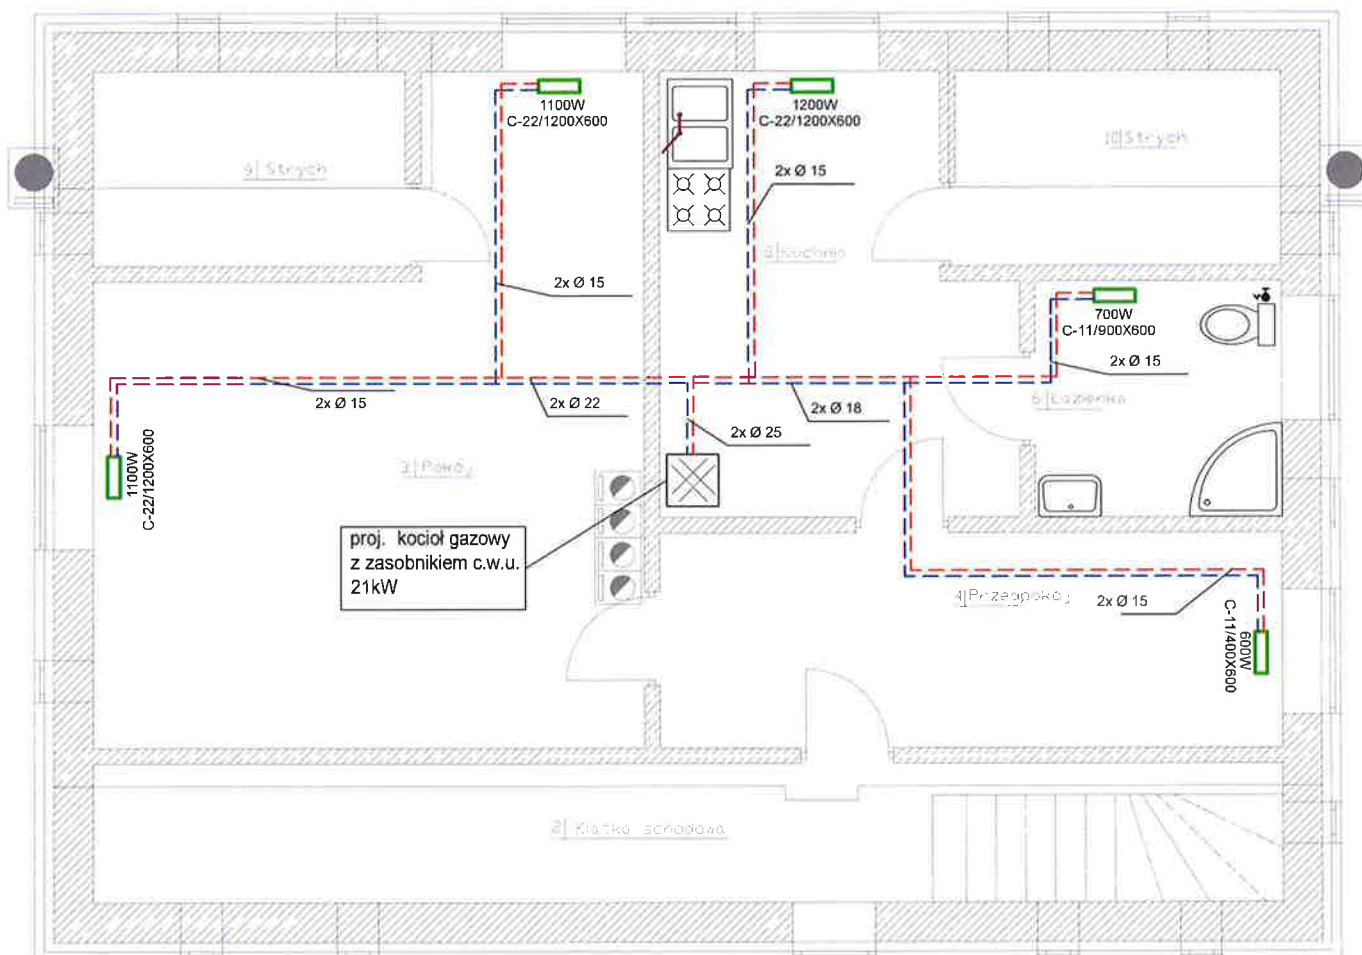 1100W
C-22/1200X600
1200W
C-22/1200X600
10|Strych
9|Strych
2x Ø 15
8|Kuchnia
2x Ø 15
700W
C-11/900X600
2x Ø 15
2x Ø 15
2x Ø 22
2x Ø 18
5|Łazienka
2x Ø 25
1100W
C-22/1200X600
3|Pokój
proj. kocioł gazowy
z zasobnikiem c.w.u.
21kW
4|Przedpokój
2x Ø 15
600W
C-11/400X600
2|Klatka schodowa